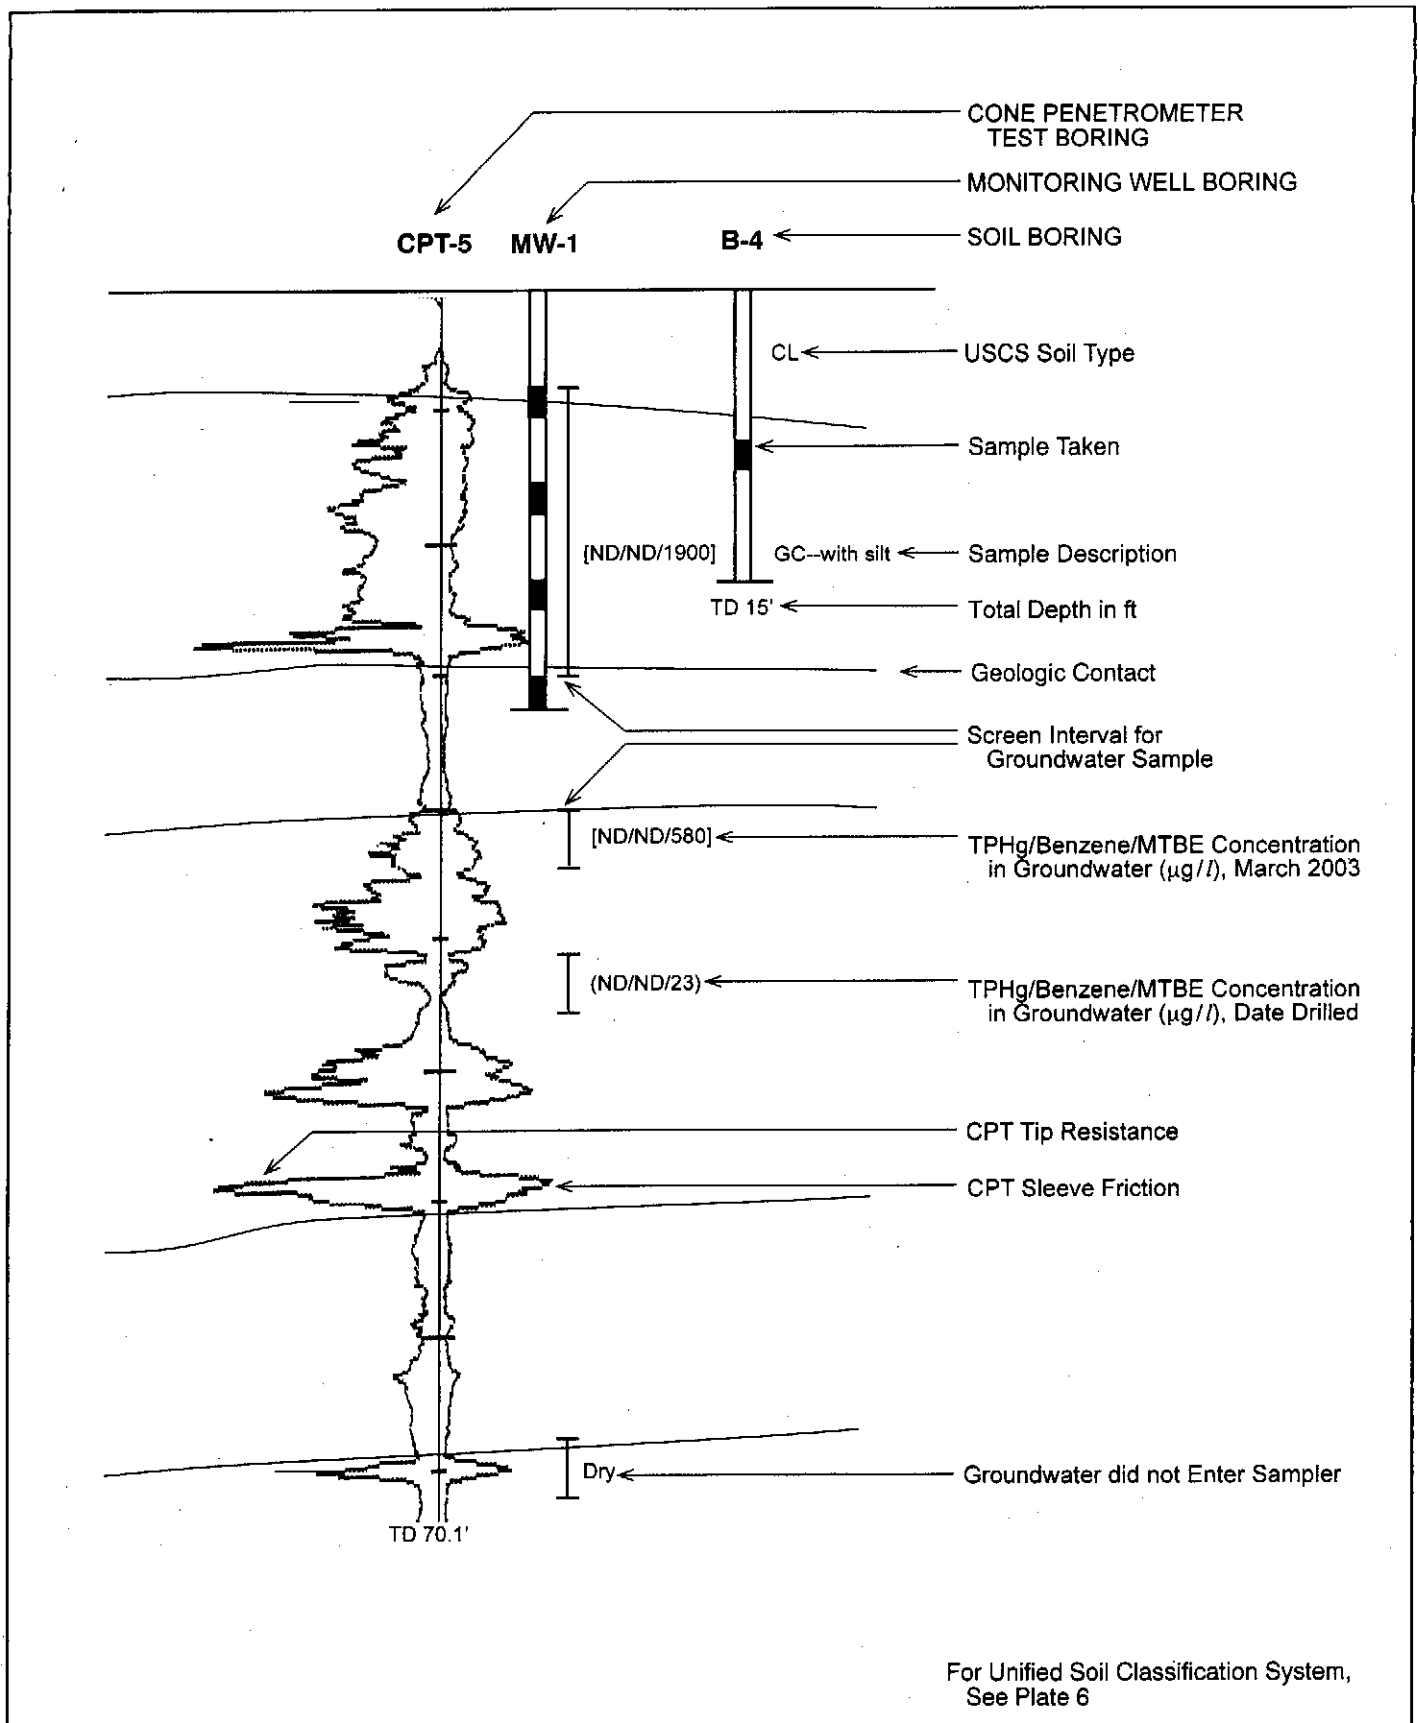 CONE PENETROMETER
TEST BORING
MONITORING WELL BORING
CPT-5 MW-1 B-4 SOIL BORING
CL USCS Soil Type
Sample Taken
[ND/ND/1900] GC--with silt Sample Description
TD 15' Total Depth in ft
Geologic Contact
Screen Interval for
Groundwater Sample
[ND/ND/580] TPHg/Benzene/MTBE Concentration
in Groundwater (µg/l), March 2003
(ND/ND/23) TPHg/Benzene/MTBE Concentration
in Groundwater (µg/l), Date Drilled
CPT Tip Resistance
CPT Sleeve Friction
Dry Groundwater did not Enter Sampler
TD 70.1'
For Unified Soil Classification System,
See Plate 6